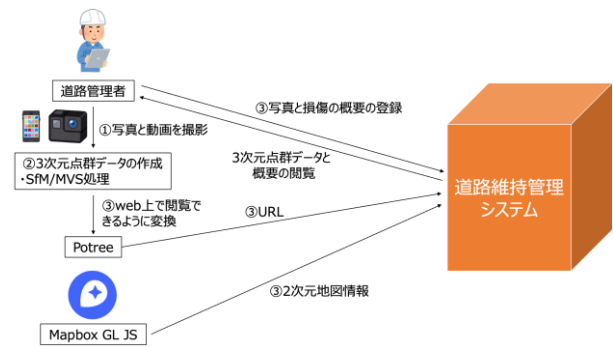 道路管理者
①写真と動画を撮影
②3次元点群データの作成
・SfM/MVS処理
③web上で閲覧で
きるように変換
Potree
Mapbox GL JS
③写真と損傷の概要の登録
3次元点群データと
概要の閲覧
③URL
③2次元地図情報
道路維持管理
システム